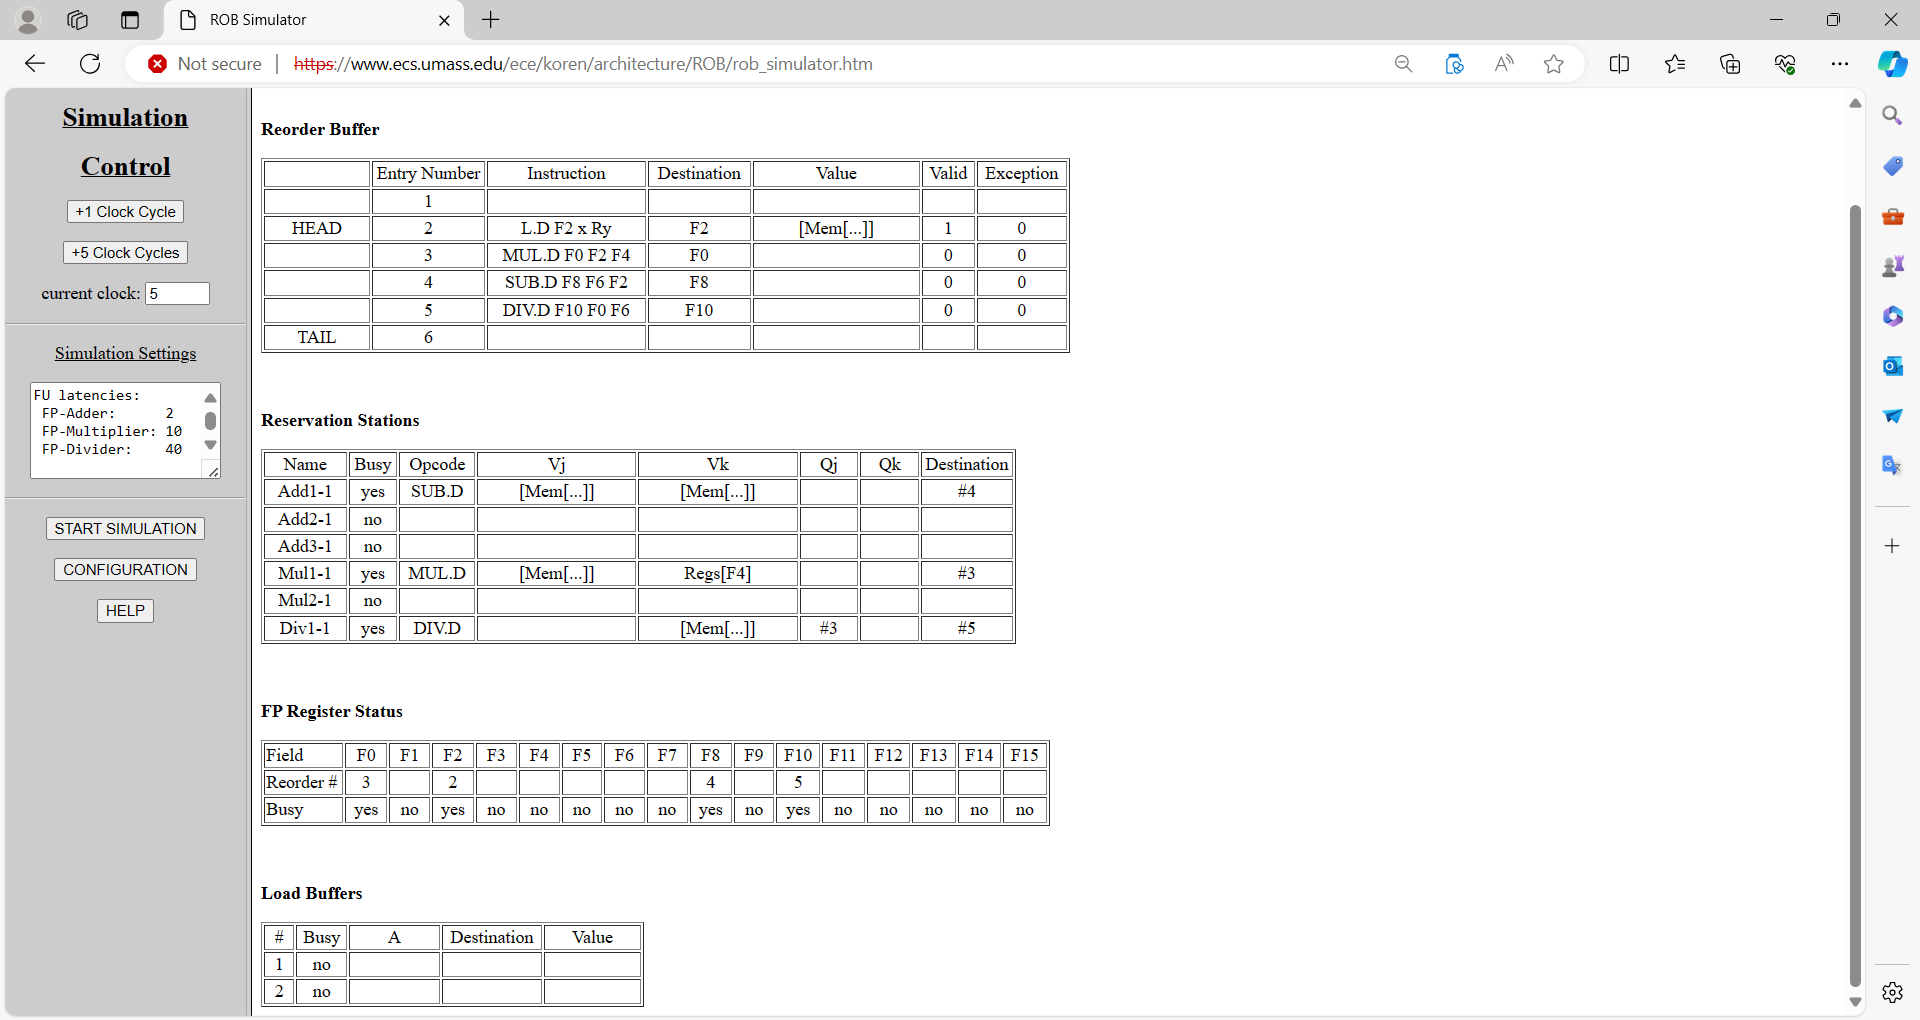 ROB Simulator
Not secure | https://www.ecs.umass.edu/ece/koren/architecture/ROB/rob_simulator.htm
Simulation
Control
+1 Clock Cycle
+5 Clock Cycles
current clock: 5
Simulation Settings
FU latencies:
FP-Adder: 2
FP-Multiplier: 10
FP-Divider: 40
START SIMULATION
CONFIGURATION
HELP
Reorder Buffer
Entry Number Instruction Destination Value Valid Exception
1
HEAD 2 L.D F2 x Ry F2 [Mem[...]] 1 0
3 MUL.D F0 F2 F4 F0 0 0
4 SUB.D F8 F6 F2 F8 0 0
5 DIV.D F10 F0 F6 F10 0 0
TAIL 6
Reservation Stations
Name Busy Opcode Vj Vk Qj Qk Destination
Add1-1 yes SUB.D [Mem[...]] [Mem[...]] #4
Add2-1 no
Add3-1 no
Mul1-1 yes MUL.D [Mem[...]] Regs[F4] #3
Mul2-1 no
Div1-1 yes DIV.D [Mem[...]] #3 #5
FP Register Status
Field F0 F1 F2 F3 F4 F5 F6 F7 F8 F9 F10 F11 F12 F13 F14 F15
Reorder # 3 2 4 5
Busy yes no yes no no no no no yes no yes no no no no no
Load Buffers
# Busy A Destination Value
1 no
2 no